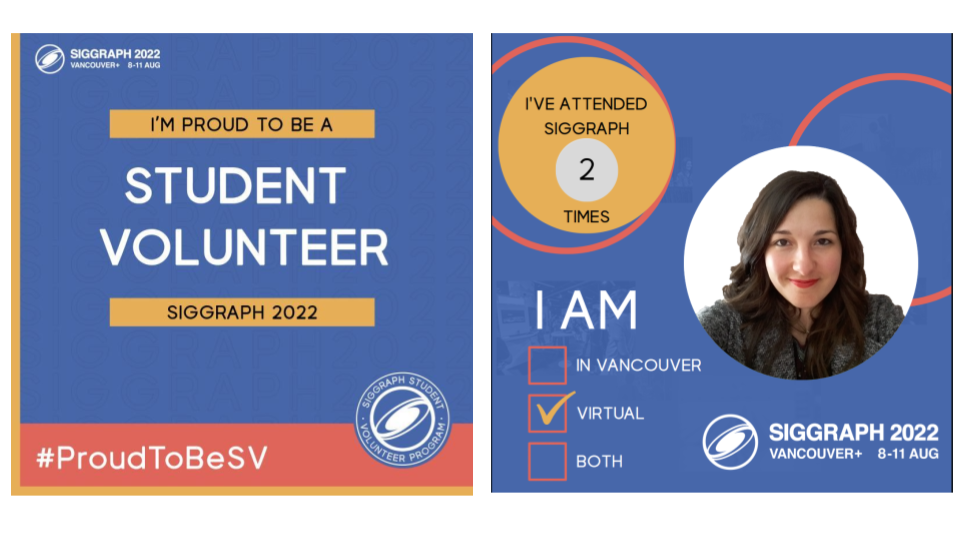 SIGGRAPH 2022
VANCOUVER+ 8-11 AUG
I'M PROUD TO BE A
STUDENT
VOLUNTEER
SIGGRAPH 2022
SIGGRAPH STUDENT
VOLUNTEER PROGRAM
#ProudToBeSV
I'VE ATTENDED
SIGGRAPH
2
TIMES
I AM
IN VANCOUVER
VIRTUAL
BOTH
SIGGRAPH 2022
VANCOUVER+ 8-11 AUG